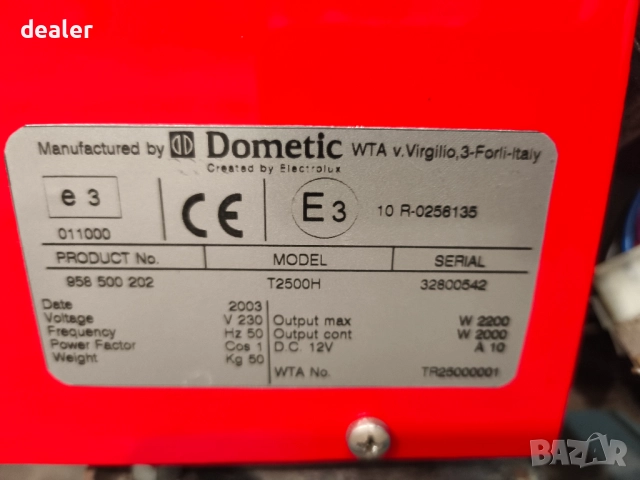 dealer
Manufactured by Dometic WTA v.Virgilio,3-Forlì-Italy
Created by Electrolux
e 3
CE
E3
10 R-0256135
011000
PRODUCT No. MODEL SERIAL
958 500 202 T2500H 32800542
Date 2003
Voltage V 230 Output max W 2200
Frequency Hz 50 Output cont W 2000
Power Factor Cos 1 D.C. 12V A 10
Weight Kg 50
WTA No. TR25000001
BAZAR